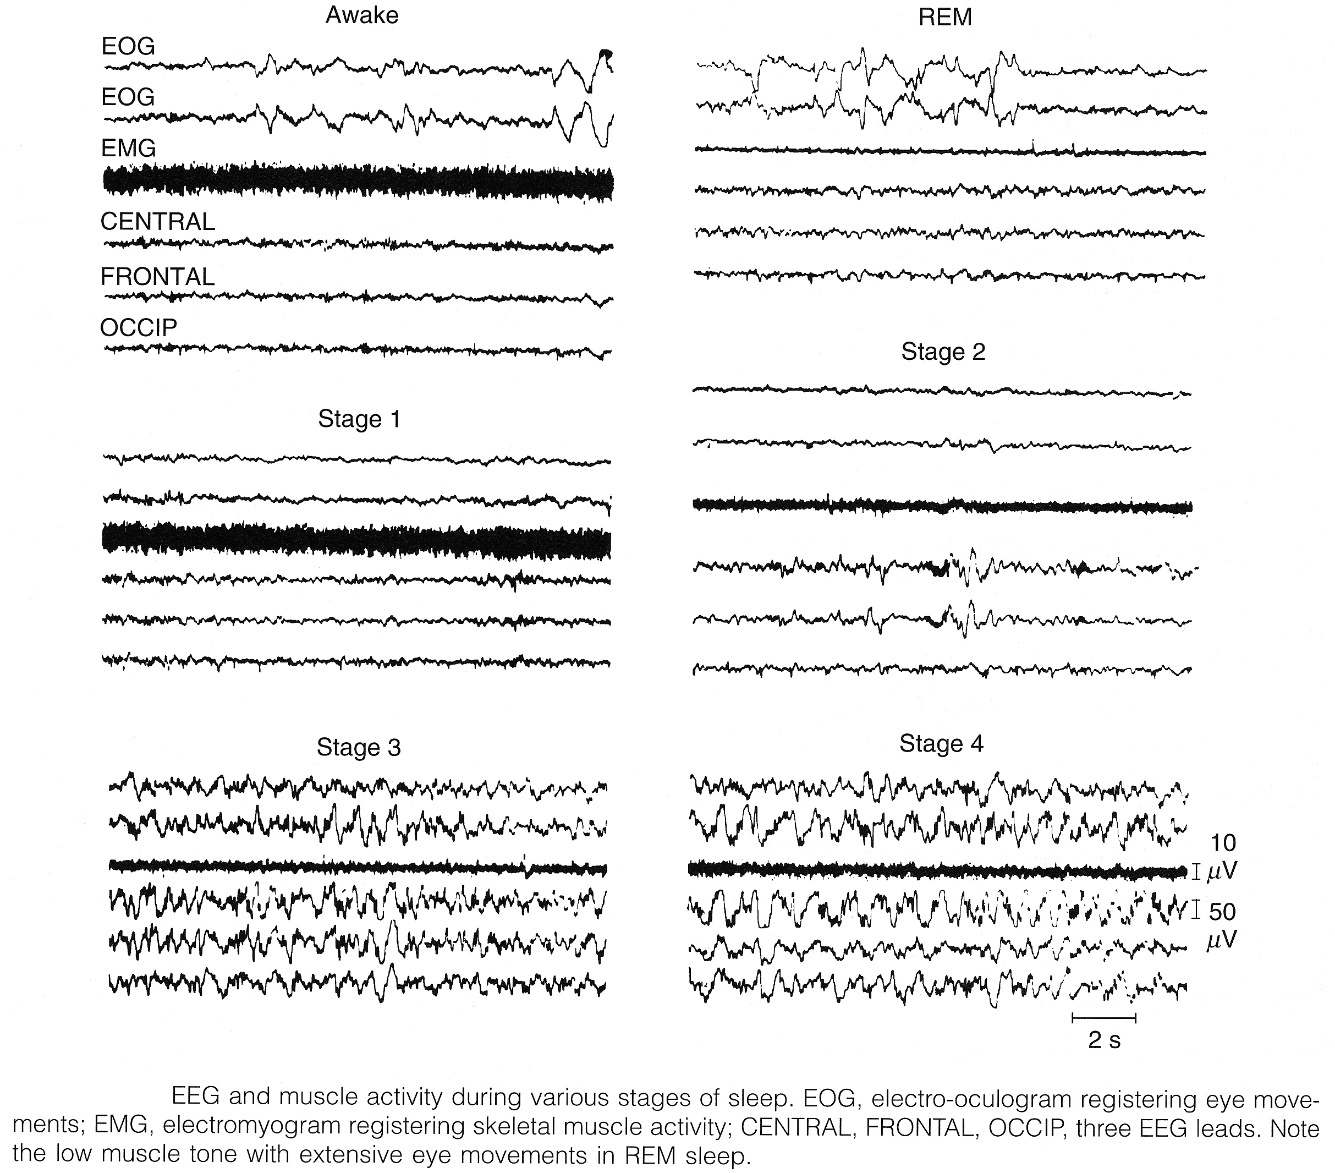 Awake
EOG
EOG
EMG
CENTRAL
FRONTAL
OCCIP
REM
Stage 1
Stage 2
Stage 3
Stage 4
10
µV
50
µV
2 s
EEG and muscle activity during various stages of sleep. EOG, electro-oculogram registering eye move-
ments; EMG, electromyogram registering skeletal muscle activity; CENTRAL, FRONTAL, OCCIP, three EEG leads. Note
the low muscle tone with extensive eye movements in REM sleep.